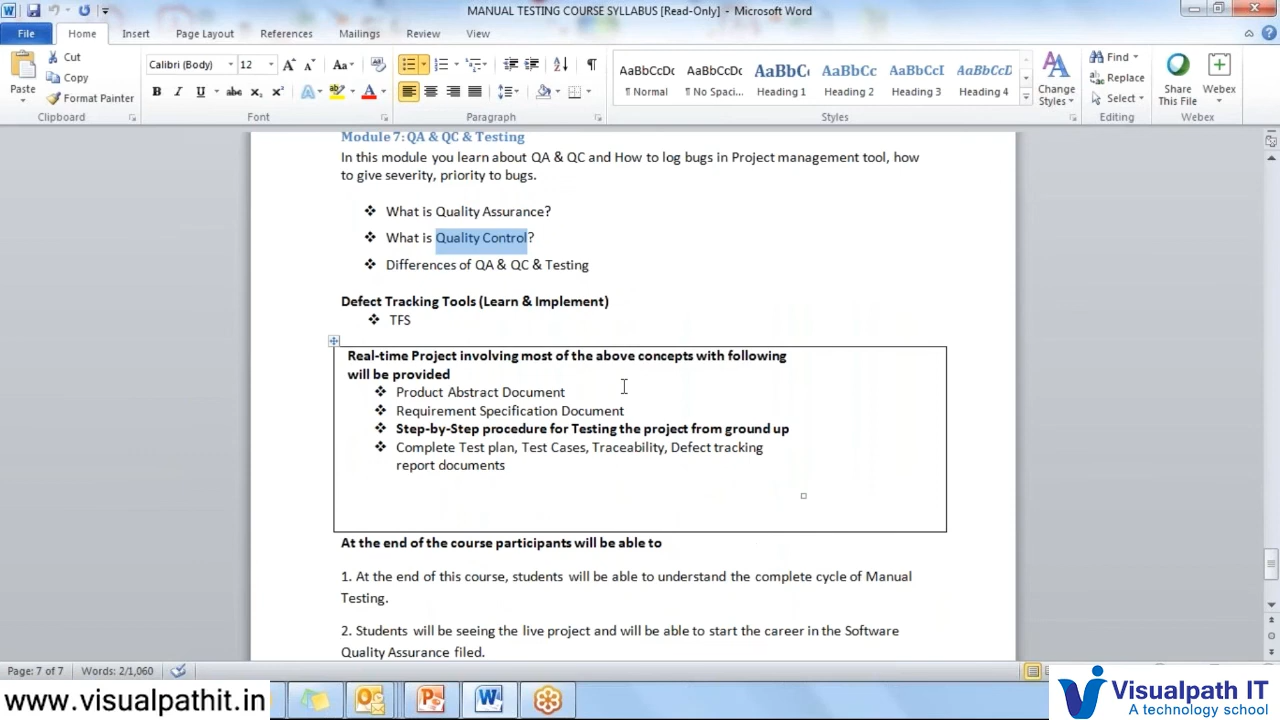 MANUAL TESTING COURSE SYLLABUS [Read-Only] - Microsoft Word
File Home Insert Page Layout References Mailings Review View
Paste
Cut
Copy
Format Painter
Clipboard
Calibri (Body) 12
Font
Paragraph
AaBbCcDc AaBbCcDc AaBbC AaBbCc AaBbCcI AaBbCcD
¶ Normal ¶ No Spaci... Heading 1 Heading 2 Heading 3 Heading 4
Change Styles
Styles
Find
Replace
Select
Editing
Share This File
Webex
Webex
Module 7: QA & QC & Testing
In this module you learn about QA & QC and How to log bugs in Project management tool, how
to give severity, priority to bugs.
❖ What is Quality Assurance?
❖ What is Quality Control?
❖ Differences of QA & QC & Testing
Defect Tracking Tools (Learn & Implement)
❖ TFS
Real-time Project involving most of the above concepts with following
will be provided
❖ Product Abstract Document
❖ Requirement Specification Document
❖ Step-by-Step procedure for Testing the project from ground up
❖ Complete Test plan, Test Cases, Traceability, Defect tracking
report documents
At the end of the course participants will be able to
1. At the end of this course, students will be able to understand the complete cycle of Manual
Testing.
2. Students will be seeing the live project and will be able to start the career in the Software
Quality Assurance filed.
Page: 7 of 7 Words: 2/1,060
www.visualpathit.in
Visualpath IT
A technology school